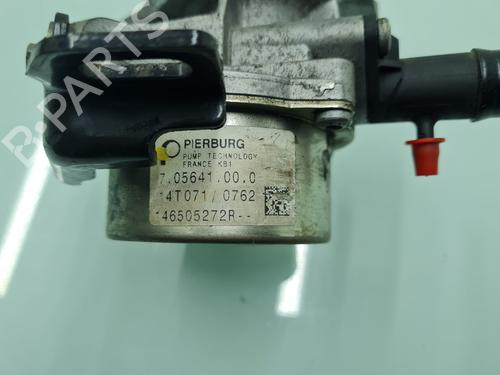 PIERBURG
PUMP TECHNOLOGY
FRANCE KB1
7.05641.00.0
14T071/0762
146505272R--
B-PARTS